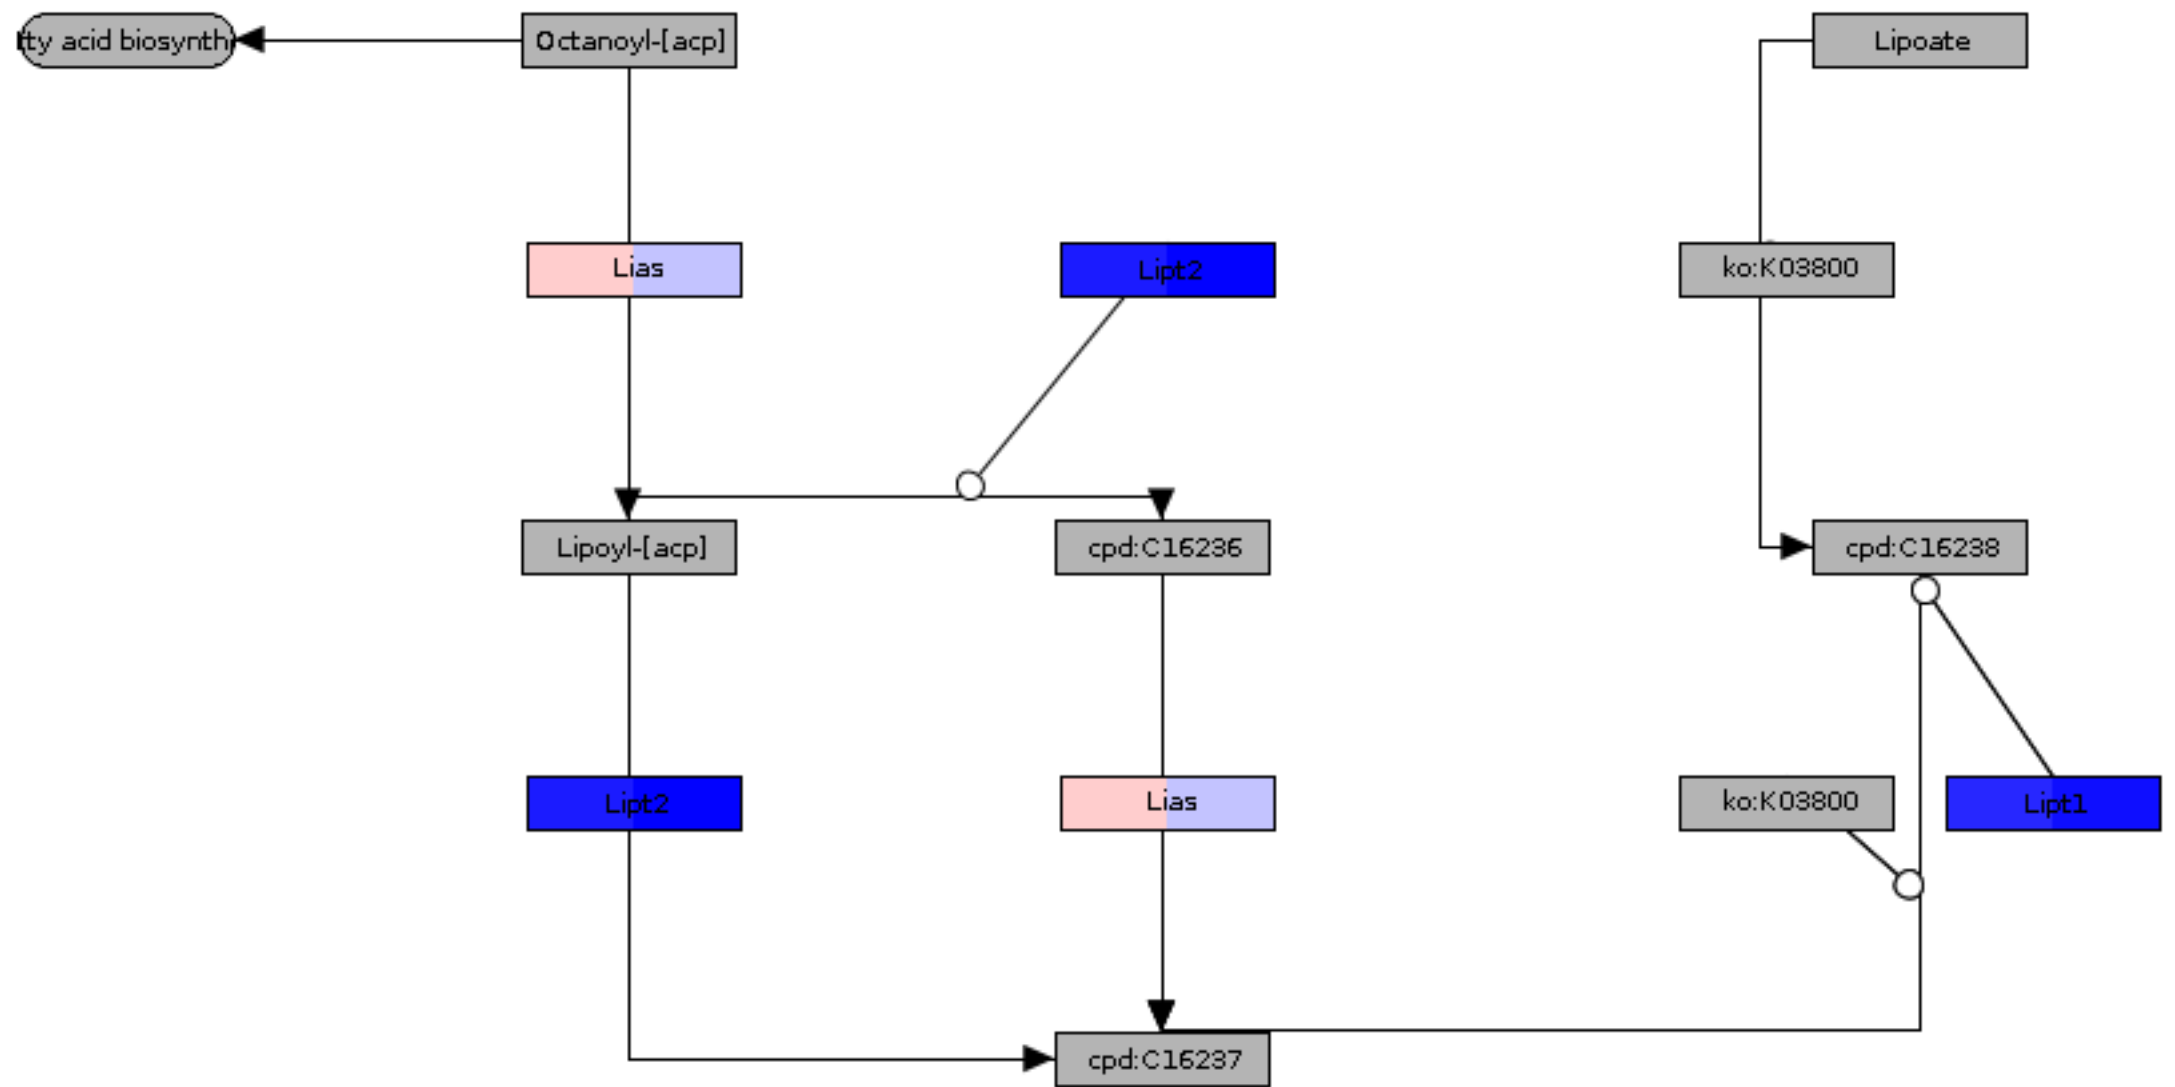 tty acid biosynth
Octanoyl-[acp]
Lipoate
Lias
Lipt2
ko:K03800
Lipoyl-[acp]
cpd:C16236
cpd:C16238
Lipt2
Lias
ko:K03800
Lipt1
cpd:C16237